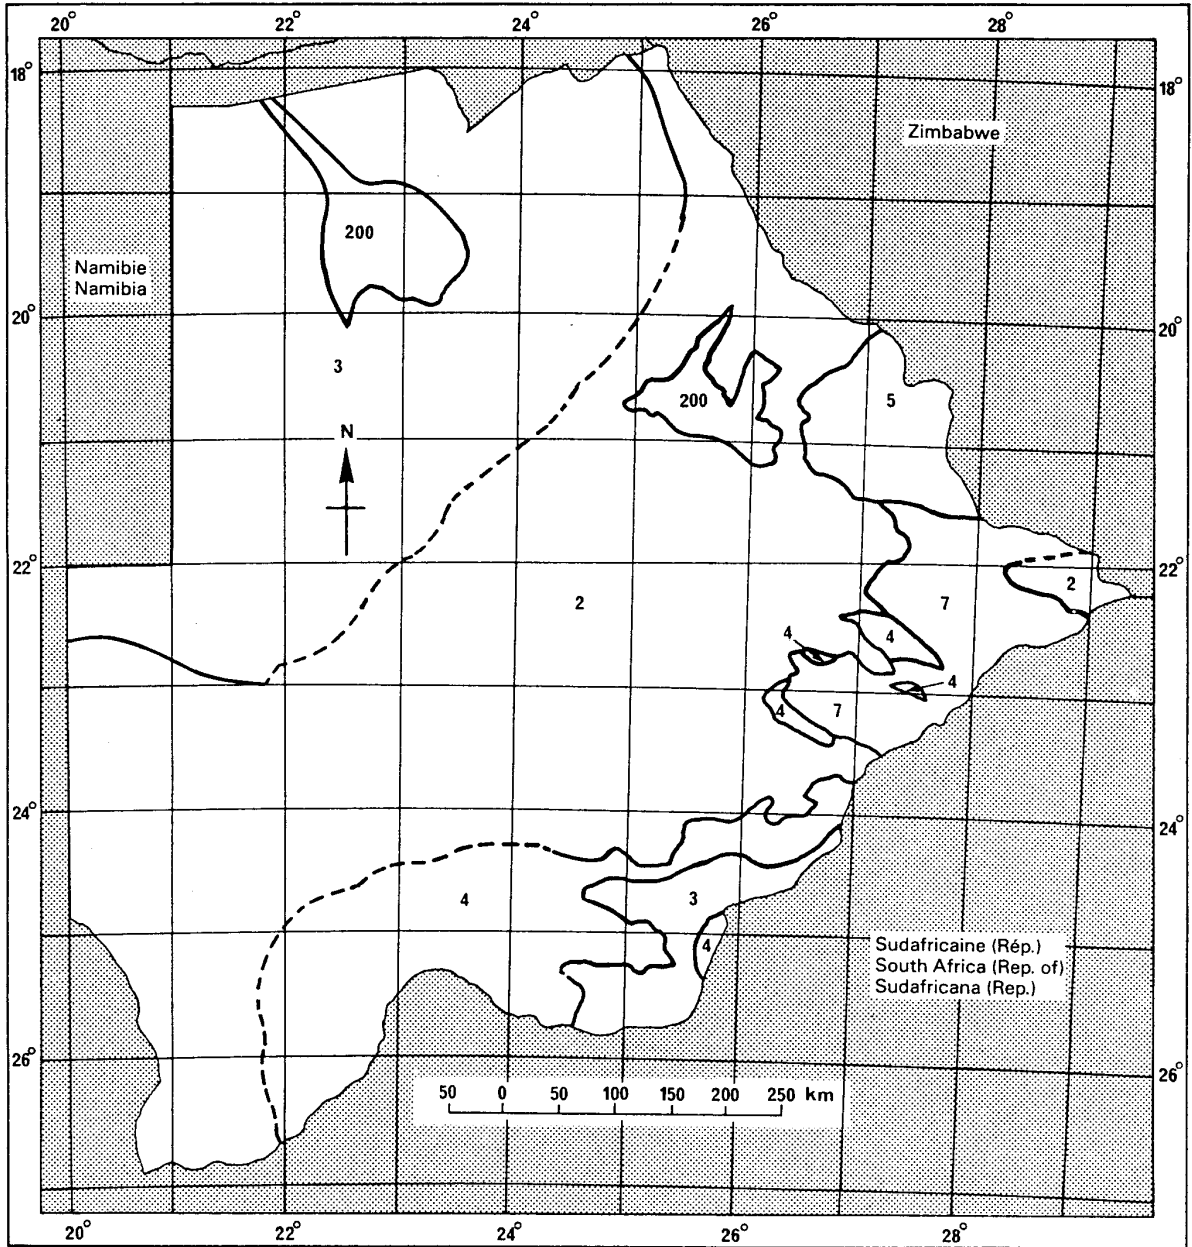 20° 22° 24° 26° 28°
18° 18°
Zimbabwe
200
Namibie
Namibia
20° 20°
3
200 5
N
22° 22°
2 7 2
4
4
4
4 7
24° 24°
4 3
4
Sudafricaine (Rép.)
South Africa (Rep. of)
Sudafricana (Rep.)
26° 26°
50 0 50 100 150 200 250 km
20° 22° 24° 26° 28°